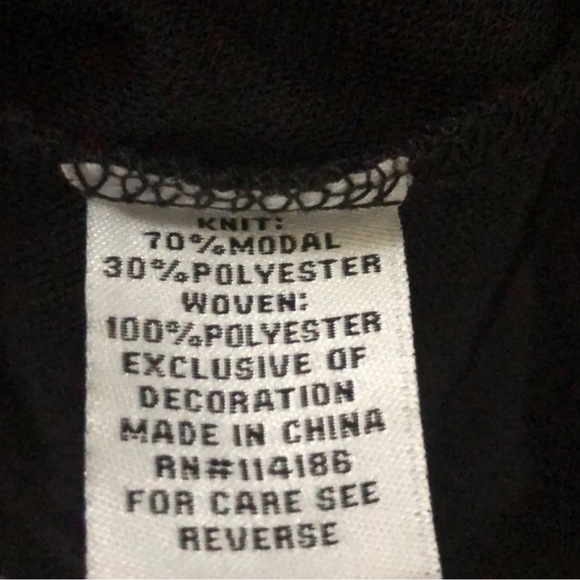 KNIT:
70%MODAL
30%POLYESTER
WOVEN:
100%POLYESTER
EXCLUSIVE OF
DECORATION
MADE IN CHINA
RN#114186
FOR CARE SEE
REVERSE